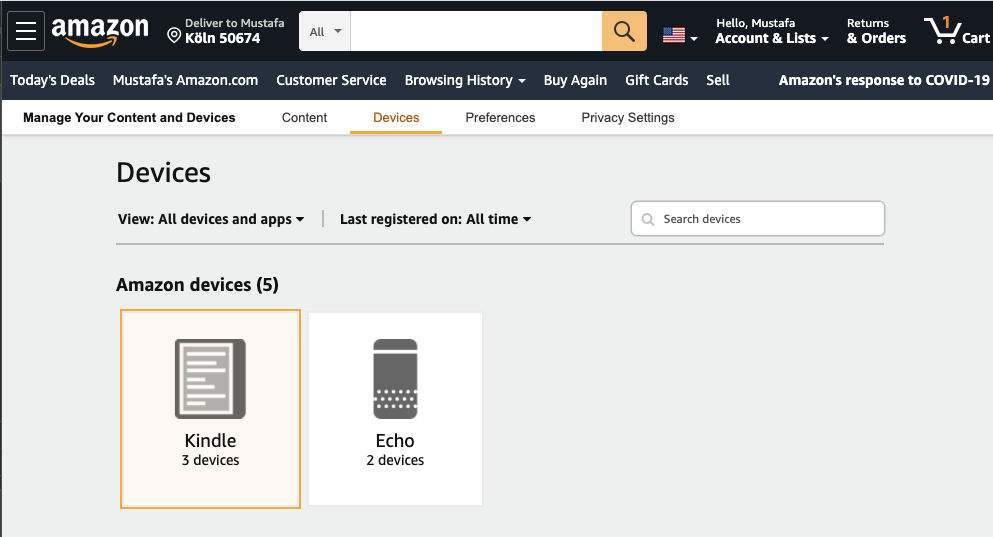 amazon
Deliver to Mustafa
Köln 50674
All
Hello, Mustafa
Account & Lists
Returns
& Orders
1
Cart
Today's Deals
Mustafa's Amazon.com
Customer Service
Browsing History
Buy Again
Gift Cards
Sell
Amazon's response to COVID-19
Manage Your Content and Devices
Content
Devices
Preferences
Privacy Settings
Devices
View: All devices and apps
Last registered on: All time
Search devices
Amazon devices (5)
Kindle
3 devices
Echo
2 devices